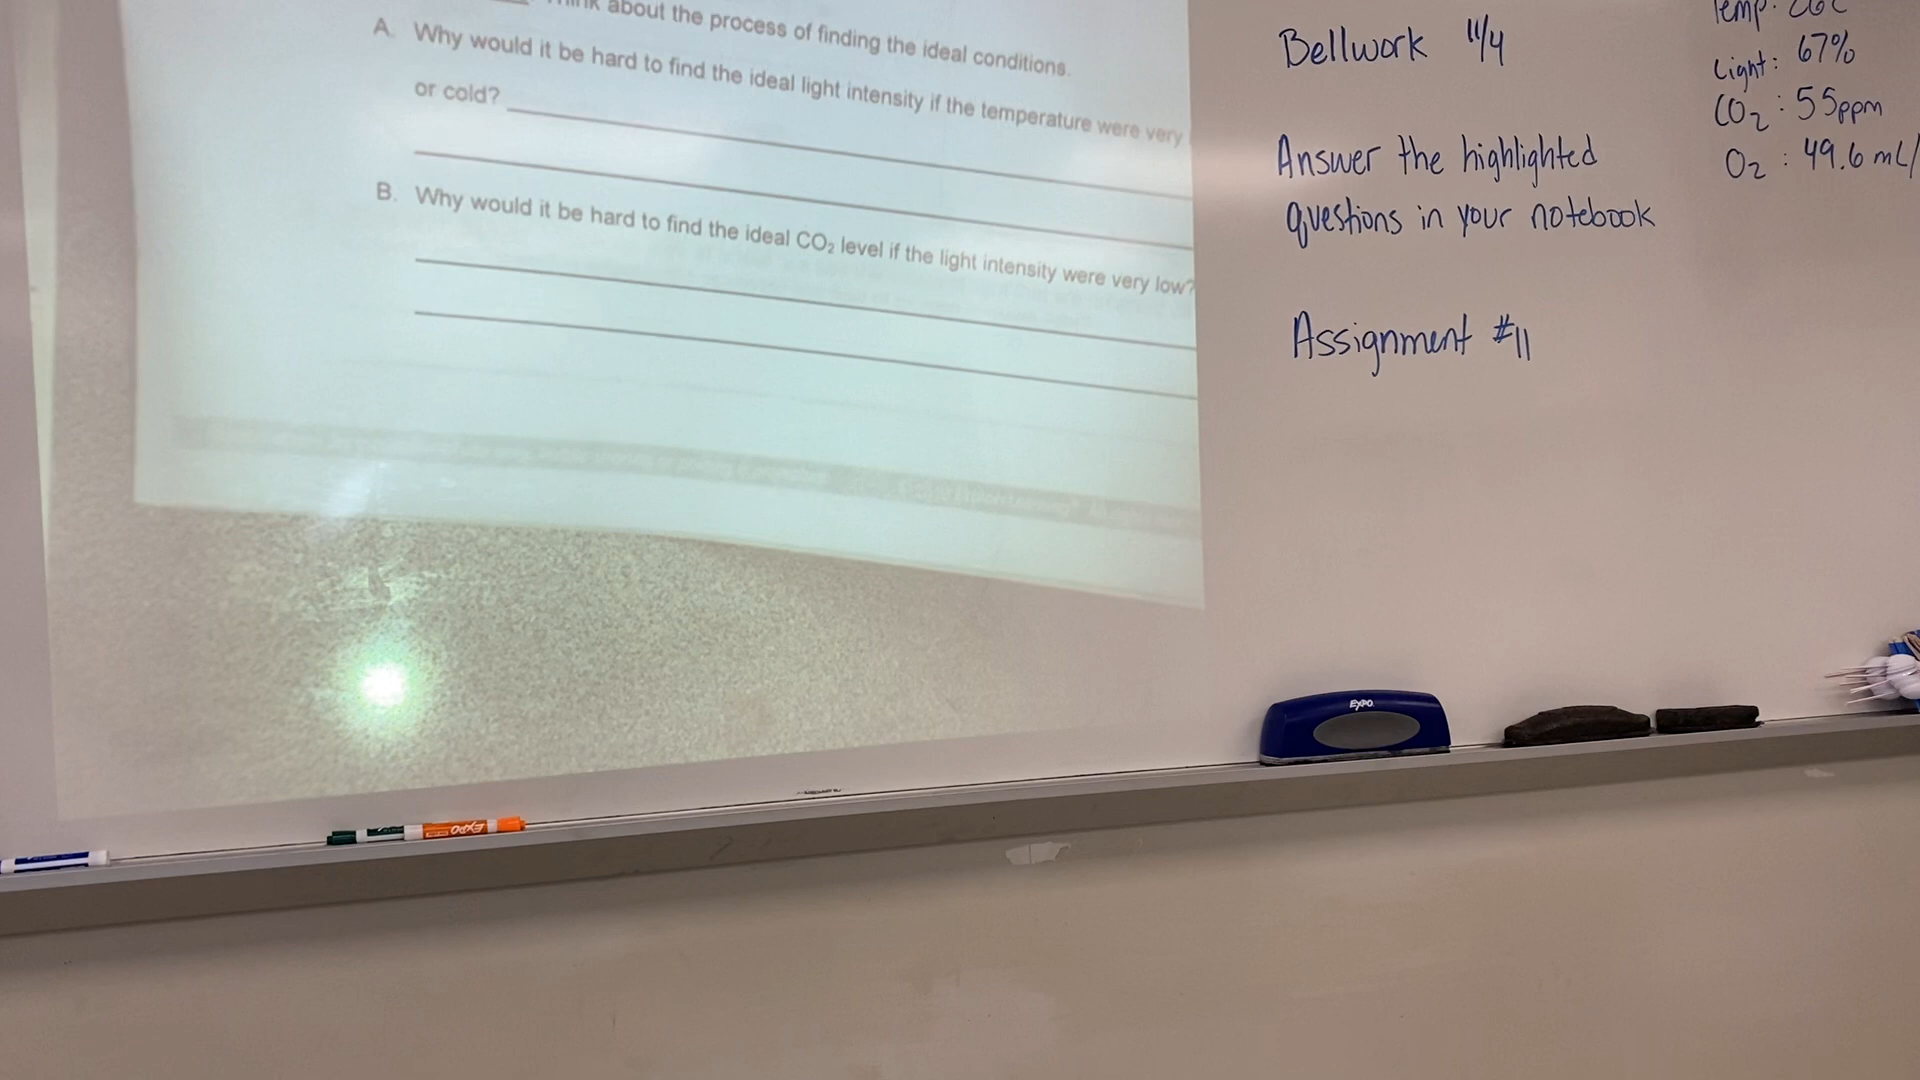 about the process of finding the ideal conditions.
A. Why would it be hard to find the ideal light intensity if the temperature were very
or cold?
B. Why would it be hard to find the ideal CO₂ level if the light intensity were very low?
Bellwork 11/4
Answer the highlighted
questions in your notebook
Assignment #11
Temp: 26C
Light: 67%
CO₂: 55ppm
O₂: 49.6 mL/
EXPO
EXPO